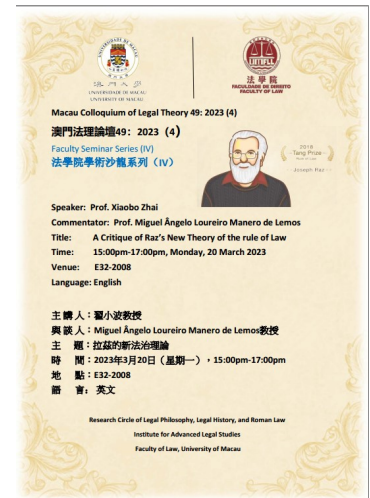 澳門大學
UNIVERSIDADE DE MACAU
UNIVERSITY OF MACAU
法學院
FACULDADE DE DIREITO
FACULTY OF LAW
Macau Colloquium of Legal Theory 49: 2023 (4)
澳門法理論壇49：2023（4）
Faculty Seminar Series (IV)
法學院學術沙龍系列（IV）
2018
Tang Prize
Rule of Law
Joseph Raz
Speaker: Prof. Xiaobo Zhai
Commentator: Prof. Miguel Ângelo Loureiro Manero de Lemos
Title: A Critique of Raz's New Theory of the rule of Law
Time: 15:00pm-17:00pm, Monday, 20 March 2023
Venue: E32-2008
Language: English
主 講 人：翟小波教授
與 談 人：Miguel Ângelo Loureiro Manero de Lemos教授
主 題：拉茲的新法治理論
時 間：2023年3月20日（星期一），15:00pm-17:00pm
地 點：E32-2008
語 言： 英文
Research Circle of Legal Philosophy, Legal History, and Roman Law
Institute for Advanced Legal Studies
Faculty of Law, University of Macau